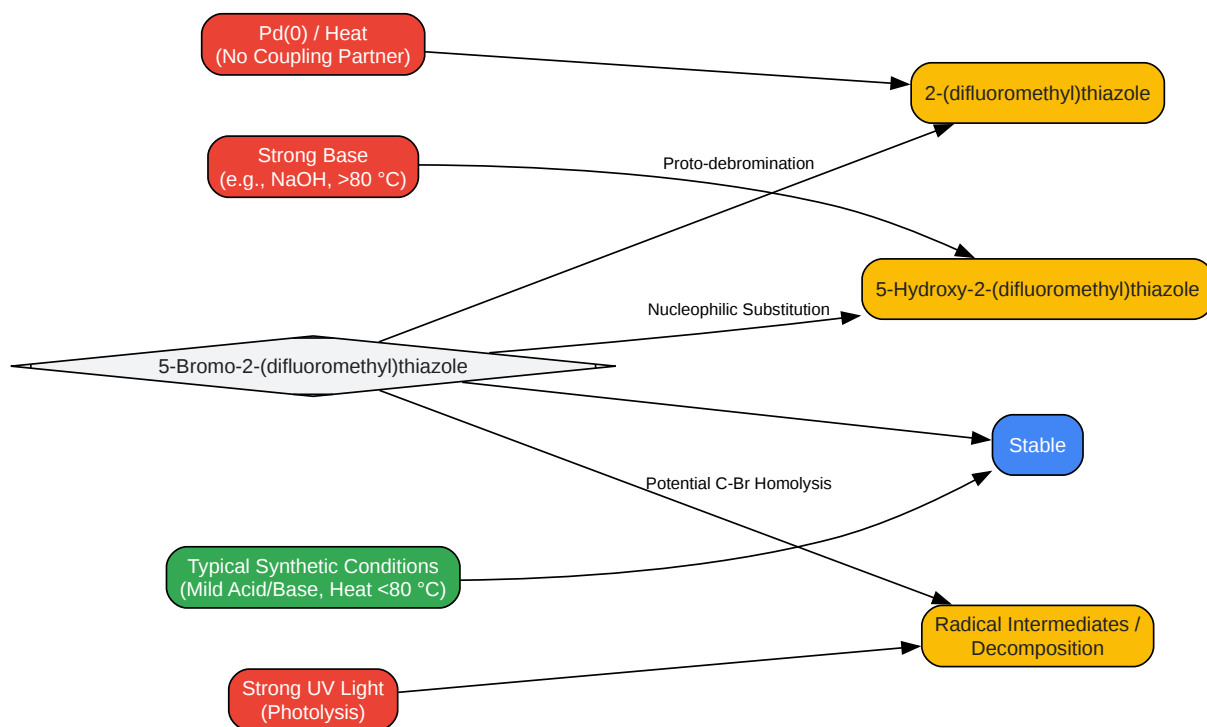 Pd(0) / Heat
(No Coupling Partner)
2-(difluoromethyl)thiazole
Strong Base
(e.g., NaOH, >80 °C)
Proto-debromination
5-Hydroxy-2-(difluoromethyl)thiazole
Nucleophilic Substitution
5-Bromo-2-(difluoromethyl)thiazole
Stable
Potential C-Br Homolysis
Typical Synthetic Conditions
(Mild Acid/Base, Heat <80 °C)
Radical Intermediates /
Decomposition
Strong UV Light
(Photolysis)